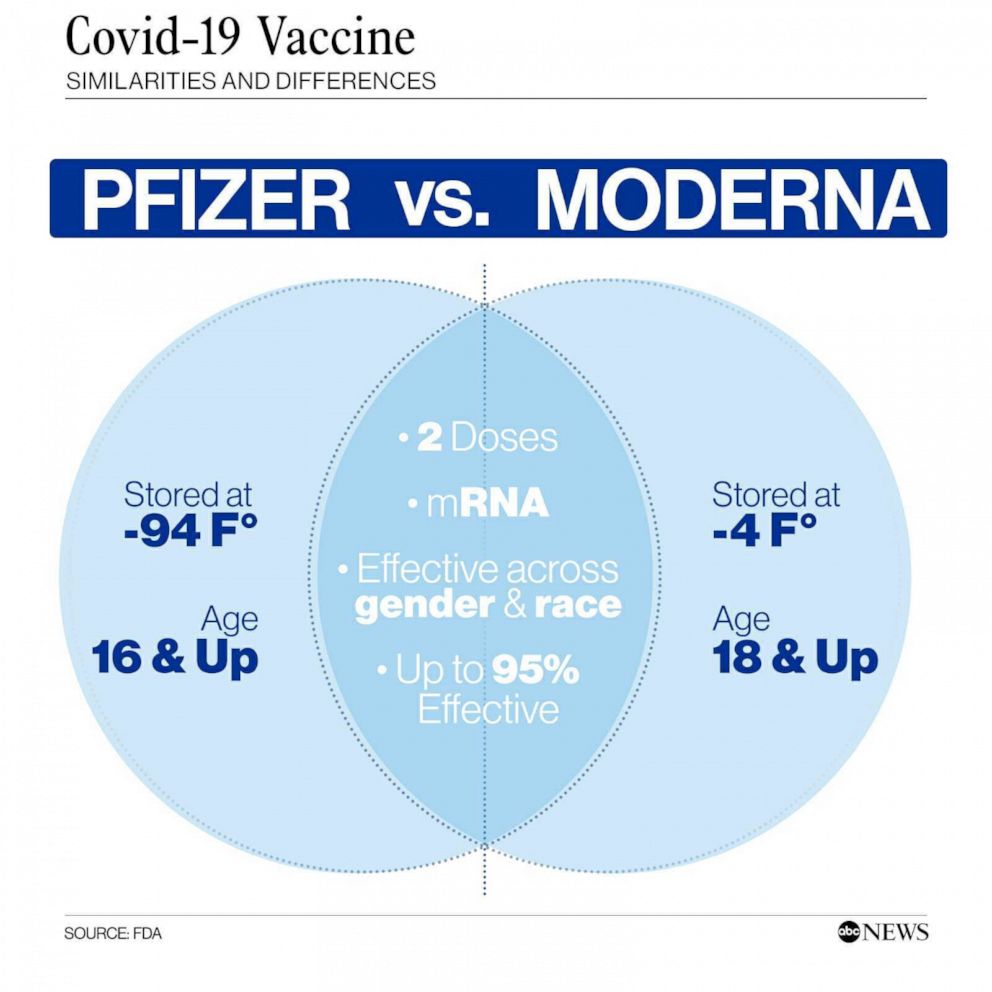 Covid-19 Vaccine
SIMILARITIES AND DIFFERENCES
PFIZER vs. MODERNA
Stored at
-94 F°
Age
16 & Up
• 2 Doses
• mRNA
• Effective across
gender & race
• Up to 95%
Effective
Stored at
-4 F°
Age
18 & Up
SOURCE: FDA
abc NEWS